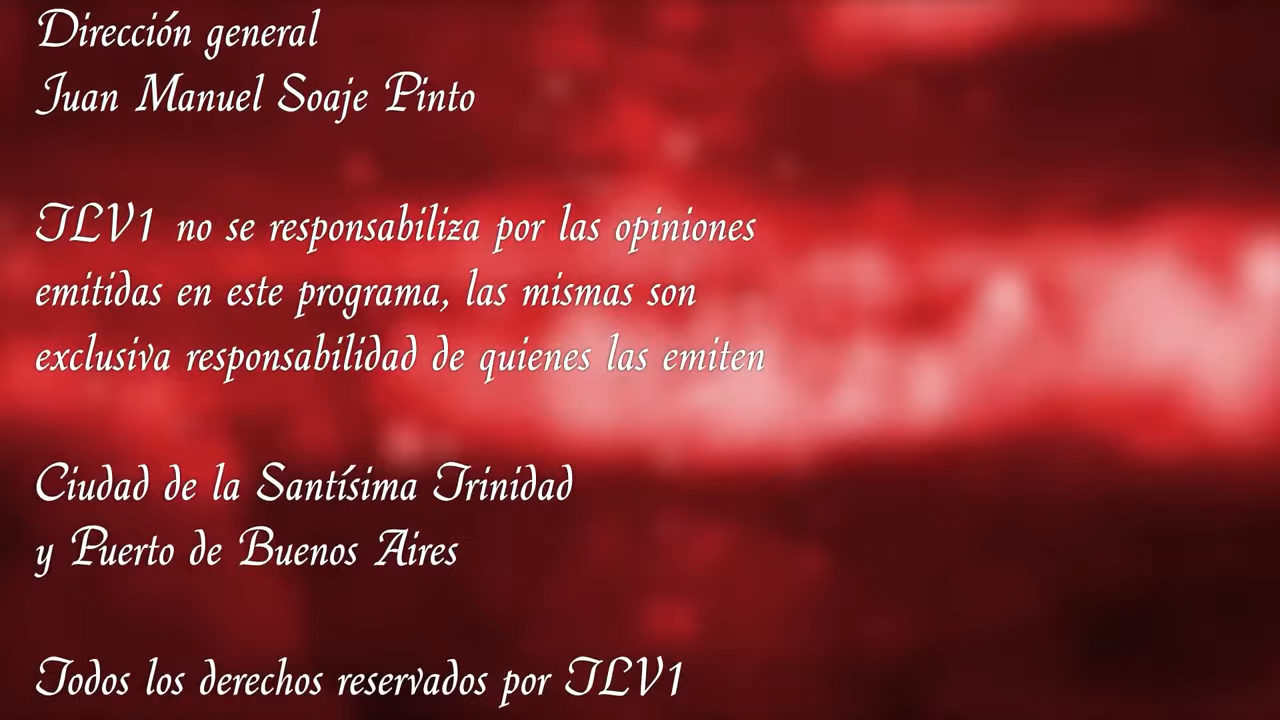 Dirección general
Juan Manuel Soaje Pinto
TLV1 no se responsabiliza por las opiniones
emitidas en este programa, las mismas son
exclusiva responsabilidad de quienes las emiten
Ciudad de la Santísima Trinidad
y Puerto de Buenos Aires
Todos los derechos reservados por TLV1